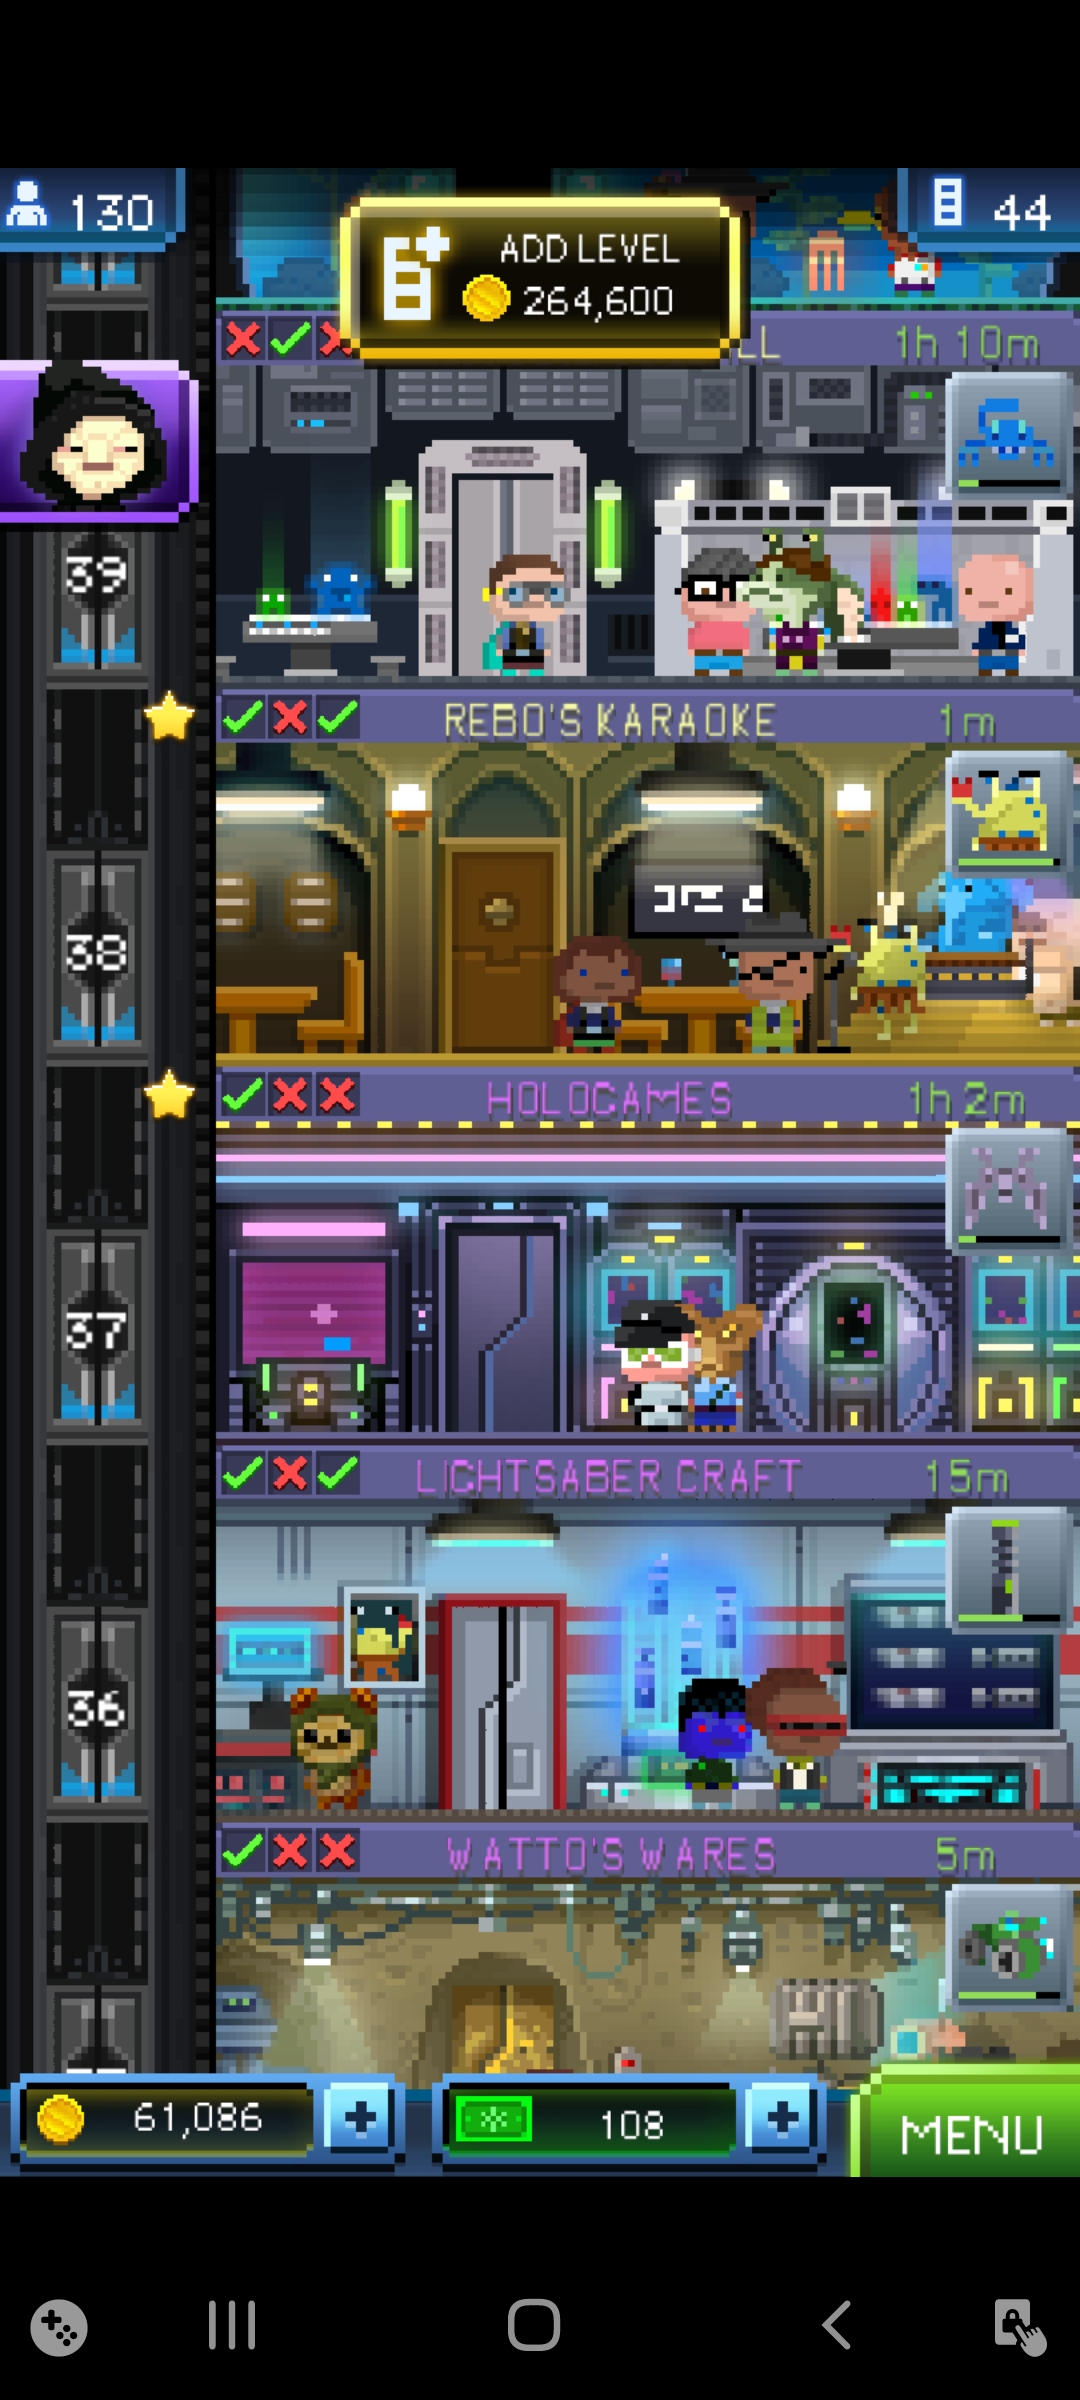 130
44
ADD LEVEL
264,600
LL 1h 10m
39
REBO'S KARAOKE 1m
38
HOLOGAMES 1h 2m
37
LIGHTSABER CRAFT 15m
36
WATTO'S WARES 5m
61,086
108
MENU